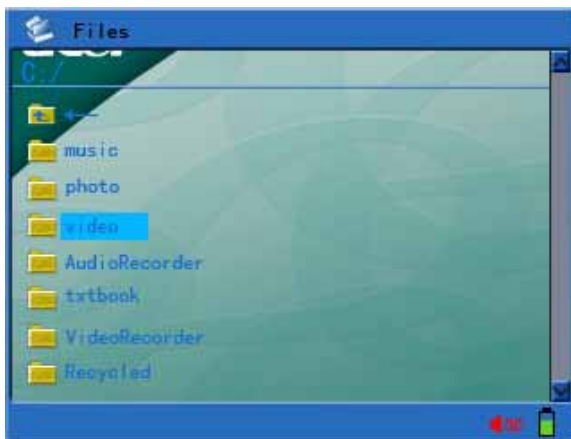 Files
C:/
←
music
photo
video
AudioRecorder
txtbook
VideoRecorder
Recycled